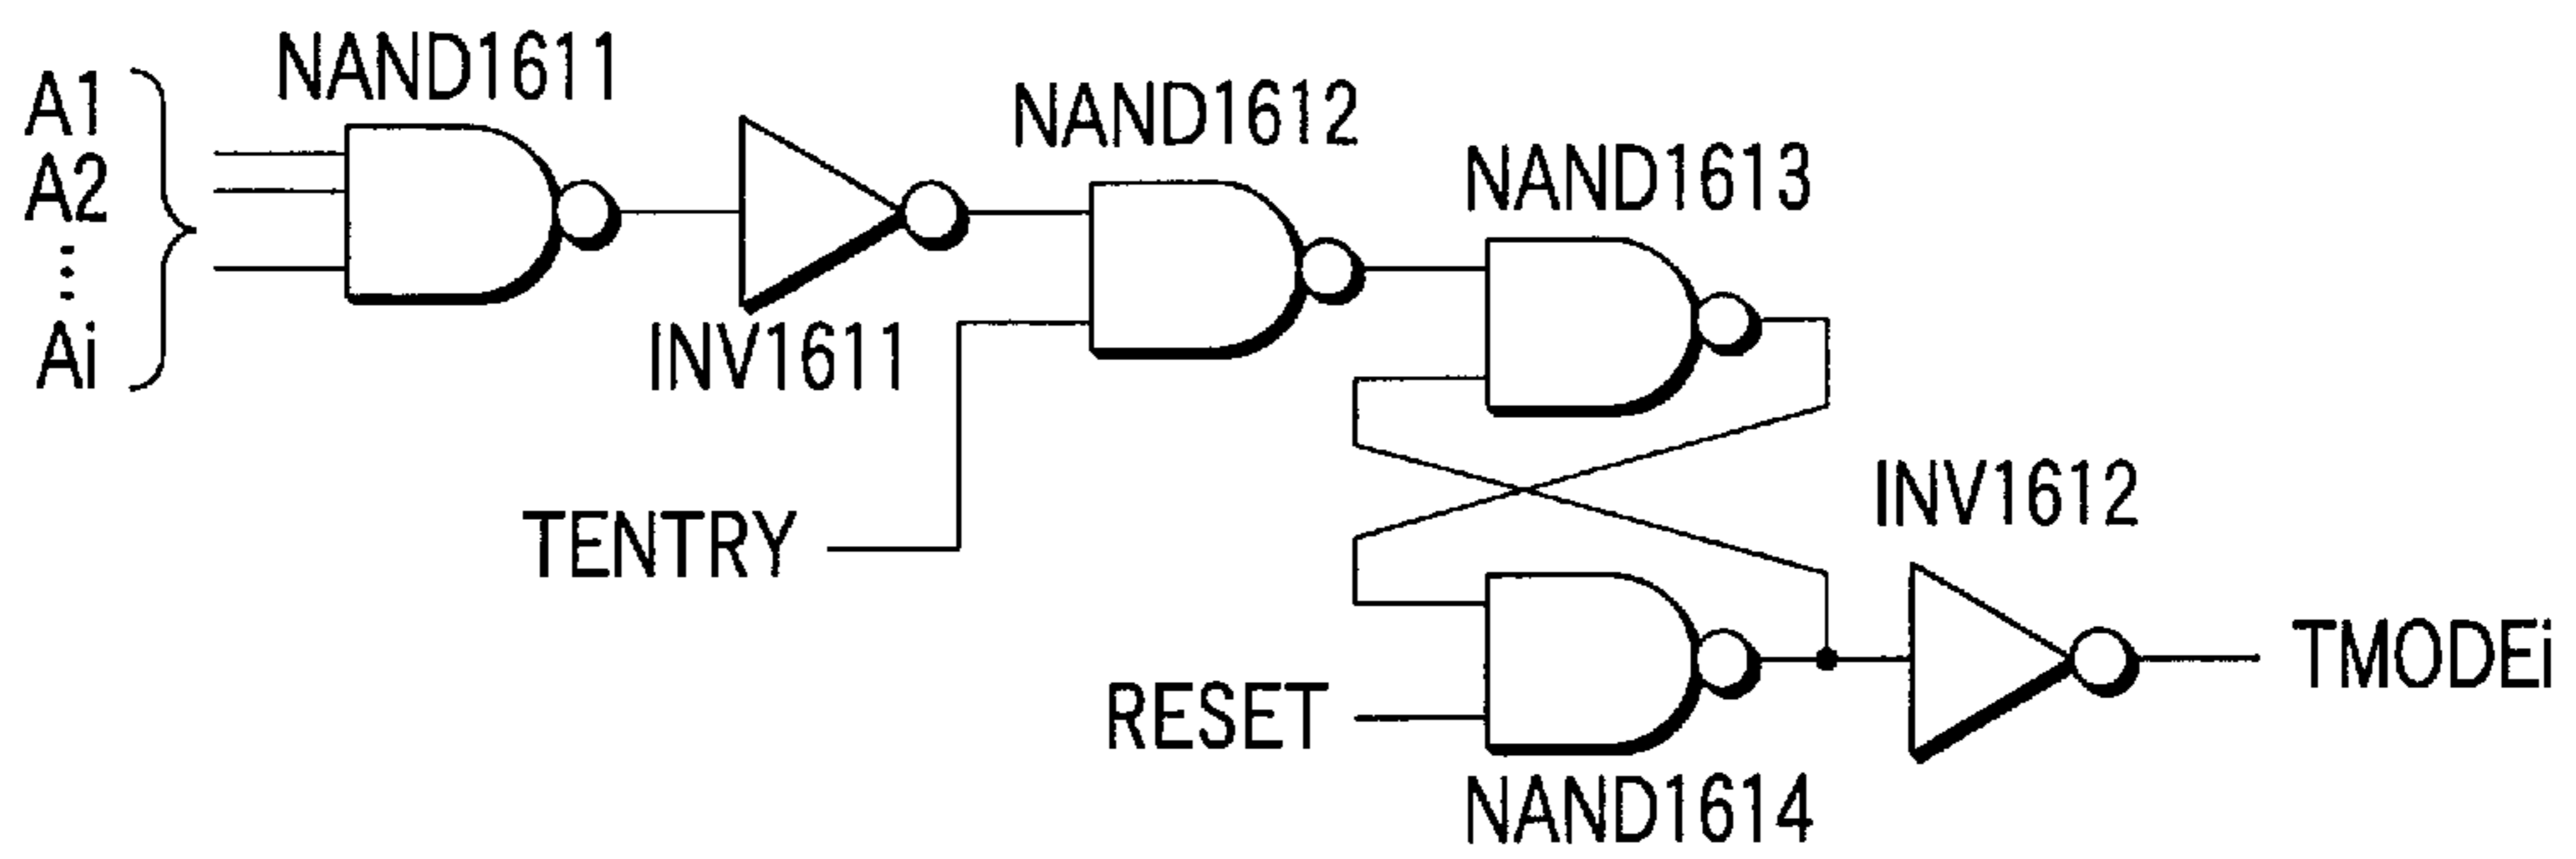 NAND1611
A1
A2
⋮
Ai
INV1611
NAND1612
NAND1613
TENTRY
INV1612
RESET
TMODEi
NAND1614